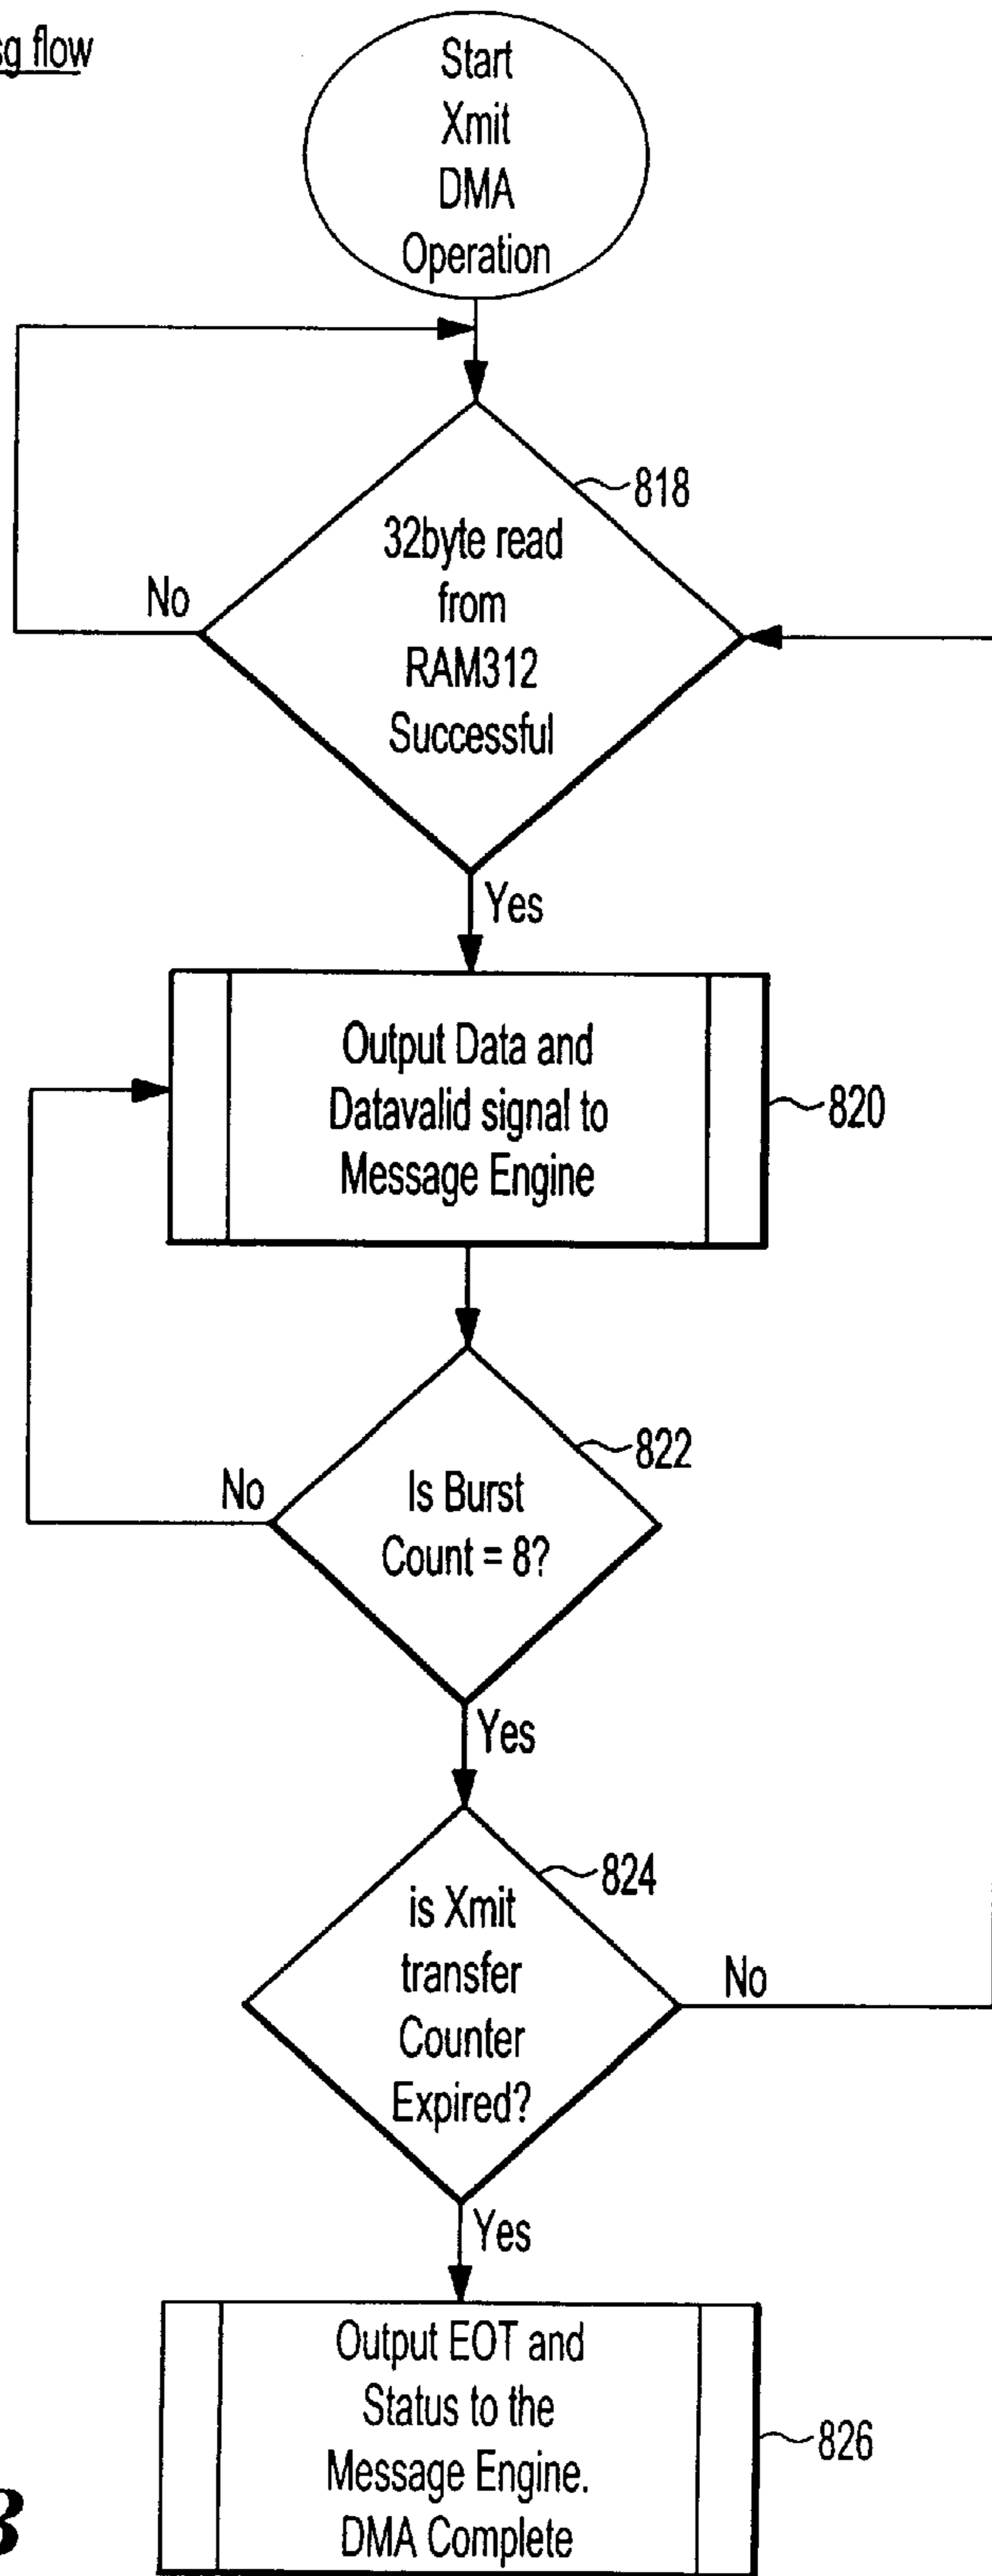 sg flow
Start
Xmit
DMA
Operation
818
32byte read
from
RAM312
Successful
No
Yes
Output Data and
Datavalid signal to
Message Engine
820
822
Is Burst
Count = 8?
No
Yes
824
is Xmit
transfer
Counter
Expired?
No
Yes
Output EOT and
Status to the
Message Engine.
DMA Complete
826